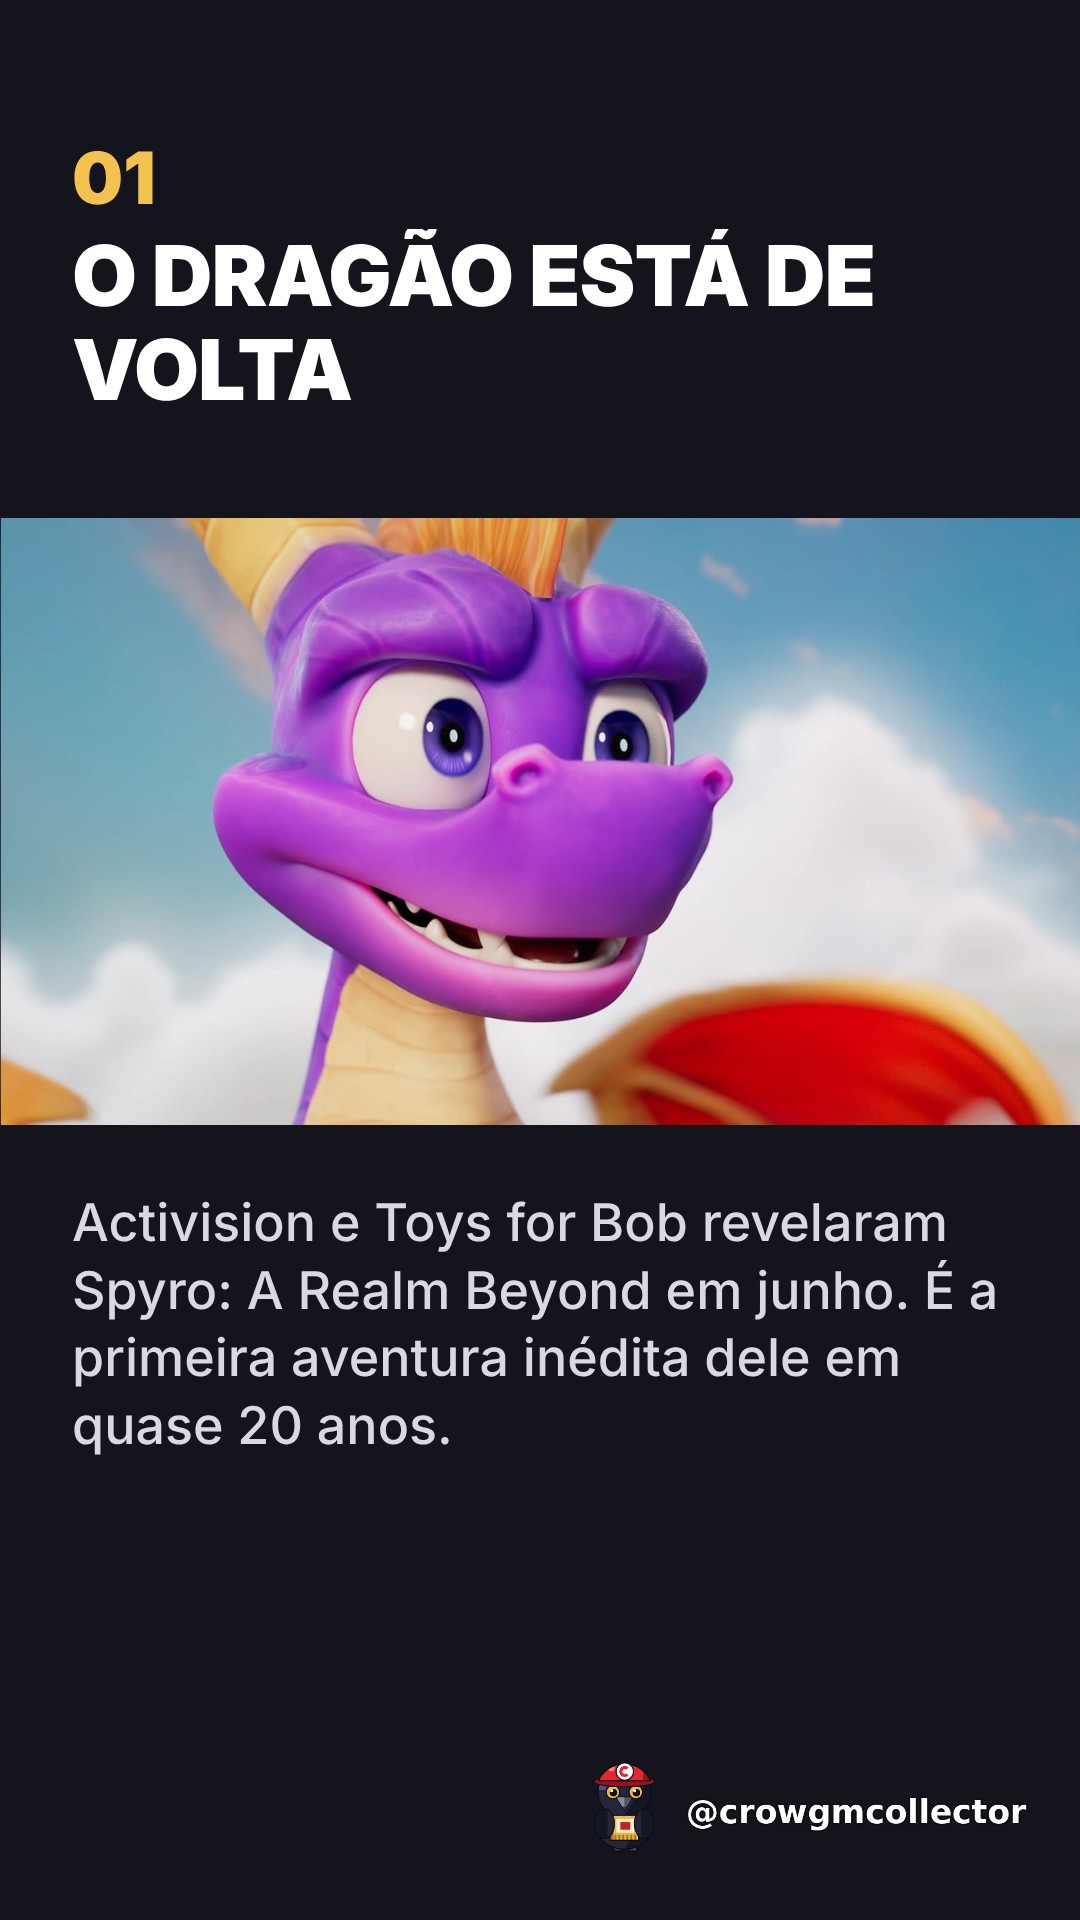 01
O DRAGÃO ESTÁ DE
VOLTA
Activision e Toys for Bob revelaram
Spyro: A Realm Beyond em junho. É a
primeira aventura inédita dele em
quase 20 anos.
C
@crowgmcollector